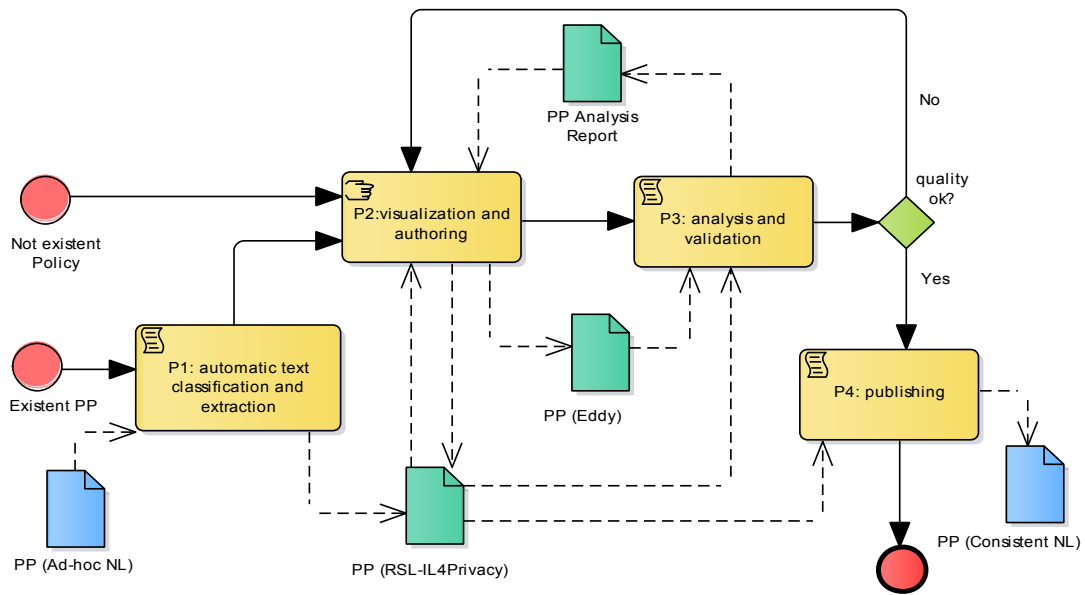 No
PP Analysis
Report
quality
ok?
P2:visualization and
authoring
P3: analysis and
validation
Not existent
Policy
Yes
P1: automatic text
classification and
extraction
P4: publishing
Existent PP
PP (Eddy)
PP (Ad-hoc NL)
PP (RSL-IL4Privacy)
PP (Consistent NL)